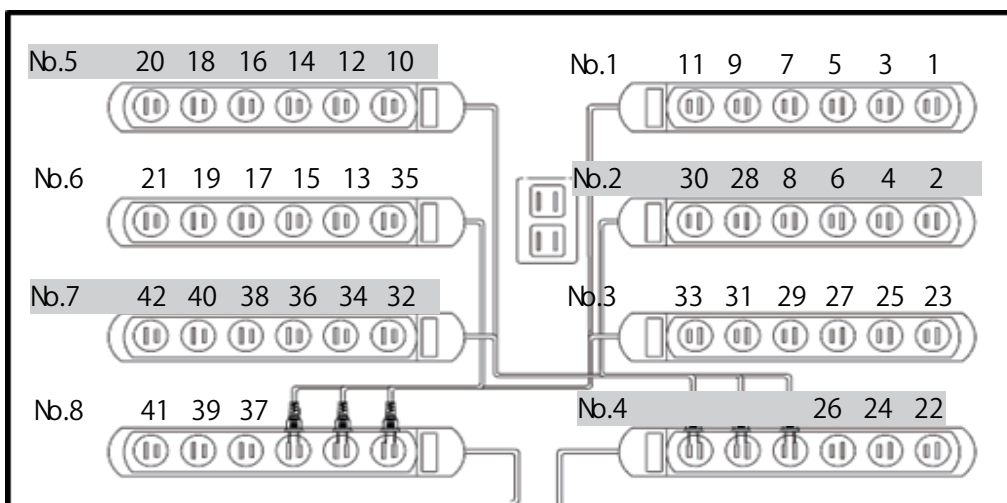 No.5 20 18 16 14 12 10
No.1 11 9 7 5 3 1
No.6 21 19 17 15 13 35
No.2 30 28 8 6 4 2
No.7 42 40 38 36 34 32
No.3 33 31 29 27 25 23
No.8 41 39 37
No.4 26 24 22